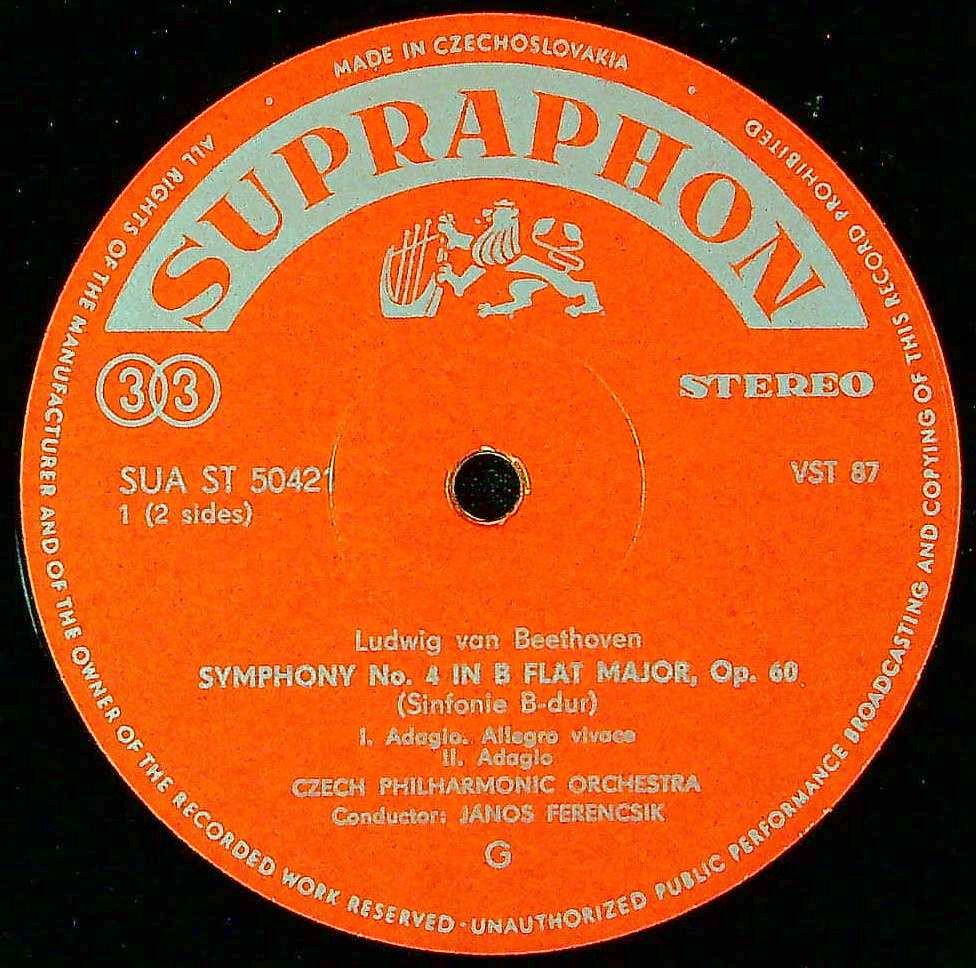 MADE IN CZECHOSLOVAKIA
SUPRAPHON
33
STEREO
SUA ST 50421
VST 87
1 (2 sides)
Ludwig van Beethoven
SYMPHONY No. 4 IN B FLAT MAJOR, Op. 60
(Sinfonie B-dur)
I. Adagio. Allegro vivace
II. Adagio
CZECH PHILHARMONIC ORCHESTRA
Conductor: JÁNOS FERENCSIK
G
ALL RIGHTS OF THE MANUFACTURER AND OF THE OWNER OF THE RECORDED WORK RESERVED · UNAUTHORIZED PUBLIC PERFORMANCE BROADCASTING AND COPYING OF THIS RECORD PROHIBITED